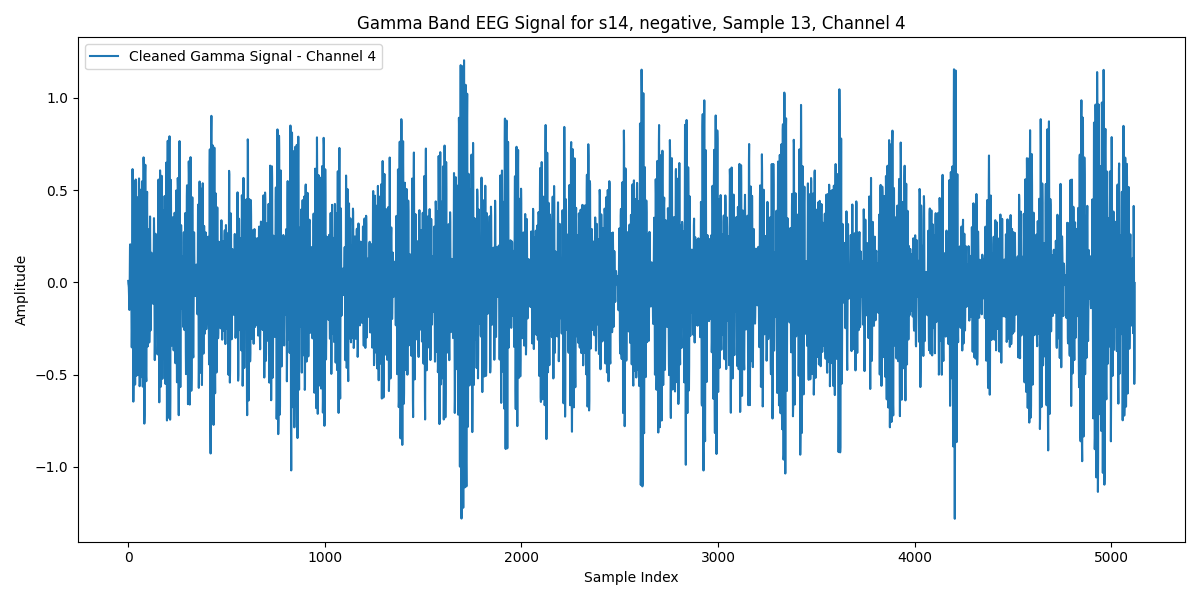 Gamma Band EEG Signal for s14, negative, Sample 13, Channel 4
Cleaned Gamma Signal - Channel 4
1.0
0.5
0.0
−0.5
−1.0
Amplitude
0 1000 2000 3000 4000 5000
Sample Index